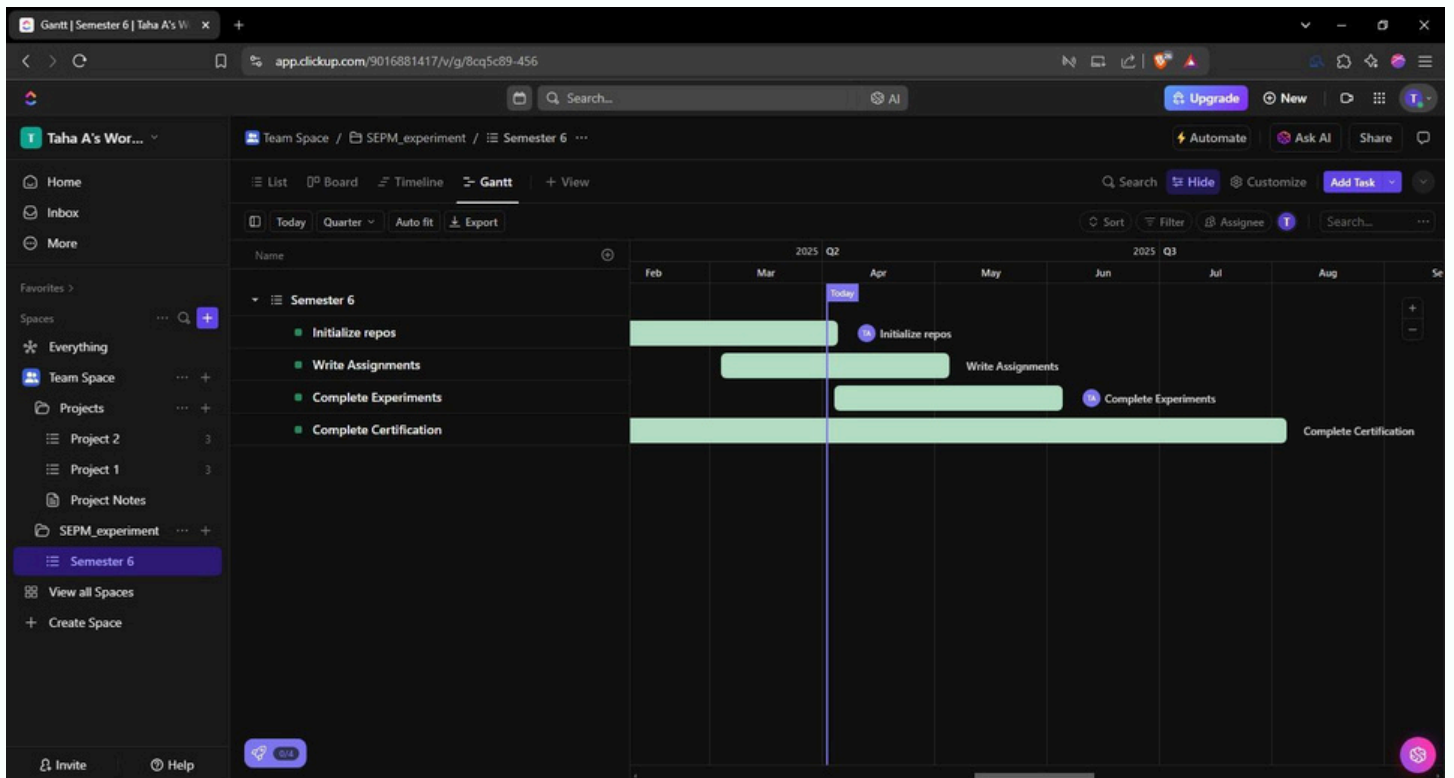 Gantt | Semester 6 | Taha A's W
app.clickup.com/9016881417/v/g/8cq5c89-456
Search...
AI
Upgrade
New
T
T Taha A's Wor...
Team Space / SEPM_experiment / Semester 6 ...
Automate
Ask AI
Share
Home
Inbox
More
List
Board
Timeline
Gantt
+ View
Search
Hide
Customize
Add Task
Today
Quarter
Auto fit
Export
Sort
Filter
Assignee
T
Search...
Favorites >
Spaces
Everything
Team Space
Projects
Project 2 3
Project 1 3
Project Notes
SEPM_experiment
Semester 6
View all Spaces
+ Create Space
Invite
Help
Name
2025 Q2
2025 Q3
Feb Mar Apr May Jun Jul Aug Se
Today
Semester 6
Initialize repos
TA Initialize repos
Write Assignments
Write Assignments
Complete Experiments
TA Complete Experiments
Complete Certification
Complete Certification
0/4